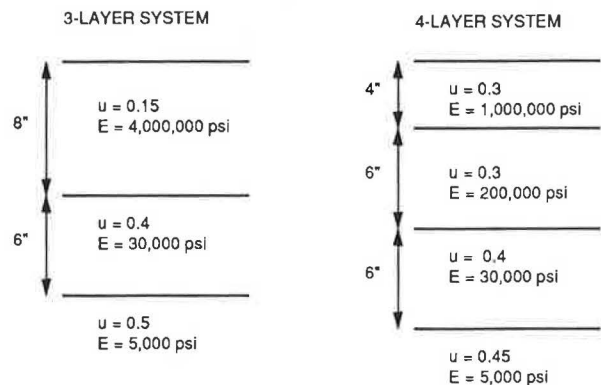 3-LAYER SYSTEM
8"
u = 0.15
E = 4,000,000 psi
6"
u = 0.4
E = 30,000 psi
u = 0.5
E = 5,000 psi
4-LAYER SYSTEM
4"
u = 0.3
E = 1,000,000 psi
6"
u = 0.3
E = 200,000 psi
6"
u = 0.4
E = 30,000 psi
u = 0.45
E = 5,000 psi